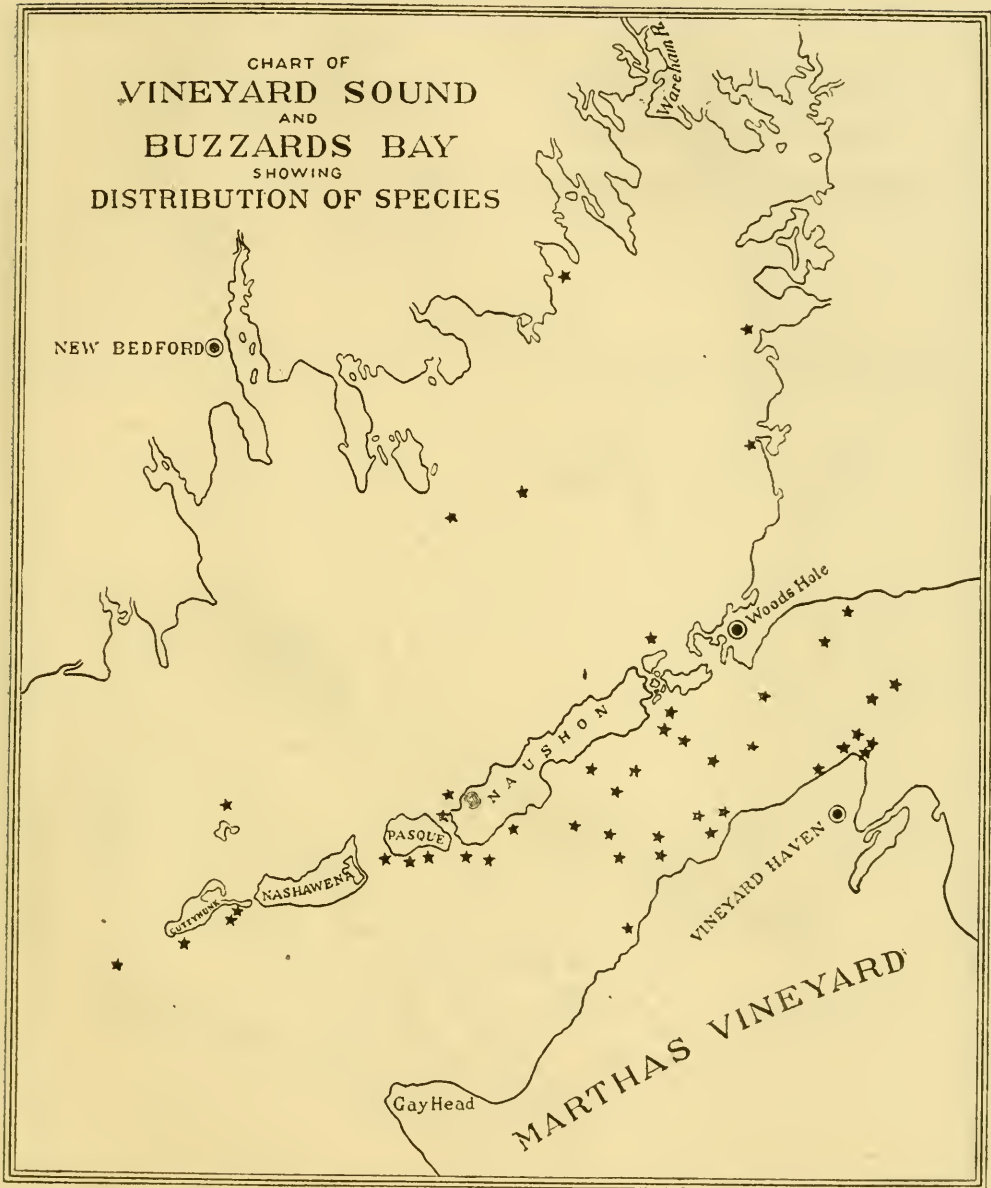 CHART OF
VINEYARD SOUND
AND
BUZZARDS BAY
SHOWING
DISTRIBUTION OF SPECIES
Wareham R.
NEW BEDFORD
Woods Hole
NAUSHON
PASQUE
NASHAWENA
CUTTYHUNK
VINEYARD HAVEN
MARTHAS VINEYARD
Gay Head